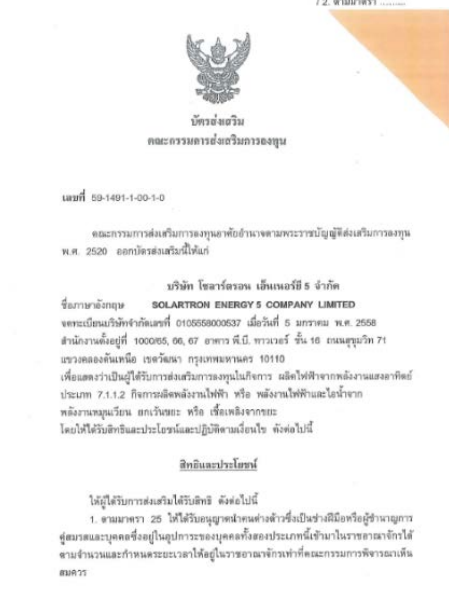 / 2. ตามมาตรา .........
บัตรส่งเสริม
คณะกรรมการส่งเสริมการลงทุน
เลขที่ 59-1491-1-00-1-0
คณะกรรมการส่งเสริมการลงทุนอาศัยอำนาจตามพระราชบัญญัติส่งเสริมการลงทุน
พ.ศ. 2520 ออกบัตรส่งเสริมนี้ให้แก่
บริษัท โซลาร์ตรอน เอ็นเนอร์ยี 5 จำกัด
ชื่อภาษาอังกฤษ SOLARTRON ENERGY 5 COMPANY LIMITED
จดทะเบียนบริษัทจำกัดเลขที่ 0105558000537 เมื่อวันที่ 5 มกราคม พ.ศ. 2558
สำนักงานตั้งอยู่ที่ 1000/65, 66, 67 อาคาร พี.บี. ทาวเวอร์ ชั้น 16 ถนนสุขุมวิท 71
แขวงคลองตันเหนือ เขตวัฒนา กรุงเทพมหานคร 10110
เพื่อแสดงว่าเป็นผู้ได้รับการส่งเสริมการลงทุนในกิจการ ผลิตไฟฟ้าจากพลังงานแสงอาทิตย์
ประเภท 7.1.1.2 กิจการผลิตพลังงานไฟฟ้า หรือ พลังงานไฟฟ้าและไอน้ำจาก
พลังงานหมุนเวียน ยกเว้นขยะ หรือ เชื้อเพลิงจากขยะ
โดยให้ได้รับสิทธิและประโยชน์และปฏิบัติตามเงื่อนไข ดังต่อไปนี้
สิทธิและประโยชน์
ให้ผู้ได้รับการส่งเสริมได้รับสิทธิ ดังต่อไปนี้
1. ตามมาตรา 25 ให้ได้รับอนุญาตนำคนต่างด้าวซึ่งเป็นช่างฝีมือหรือผู้ชำนาญการ
คู่สมรสและบุคคลซึ่งอยู่ในอุปการะของบุคคลทั้งสองประเภทนี้เข้ามาในราชอาณาจักรได้
ตามจำนวนและกำหนดระยะเวลาให้อยู่ในราชอาณาจักรเท่าที่คณะกรรมการพิจารณาเห็น
สมควร